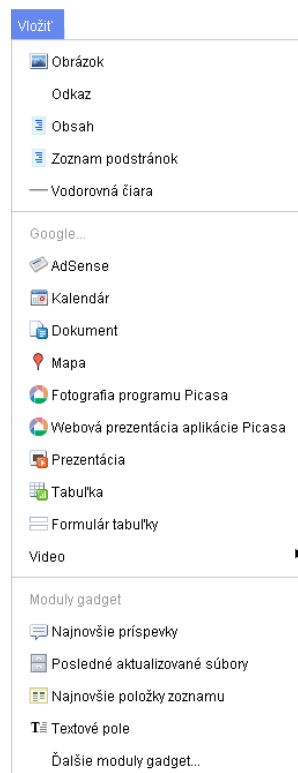 Vložiť
Obrázok
Odkaz
Obsah
Zoznam podstránok
Vodorovná čiara
Google...
AdSense
Kalendár
Dokument
Mapa
Fotografia programu Picasa
Webová prezentácia aplikácie Picasa
Prezentácia
Tabuľka
Formulár tabuľky
Video
Moduly gadget
Najnovšie príspevky
Posledné aktualizované súbory
Najnovšie položky zoznamu
Textové pole
Ďalšie moduly gadget...